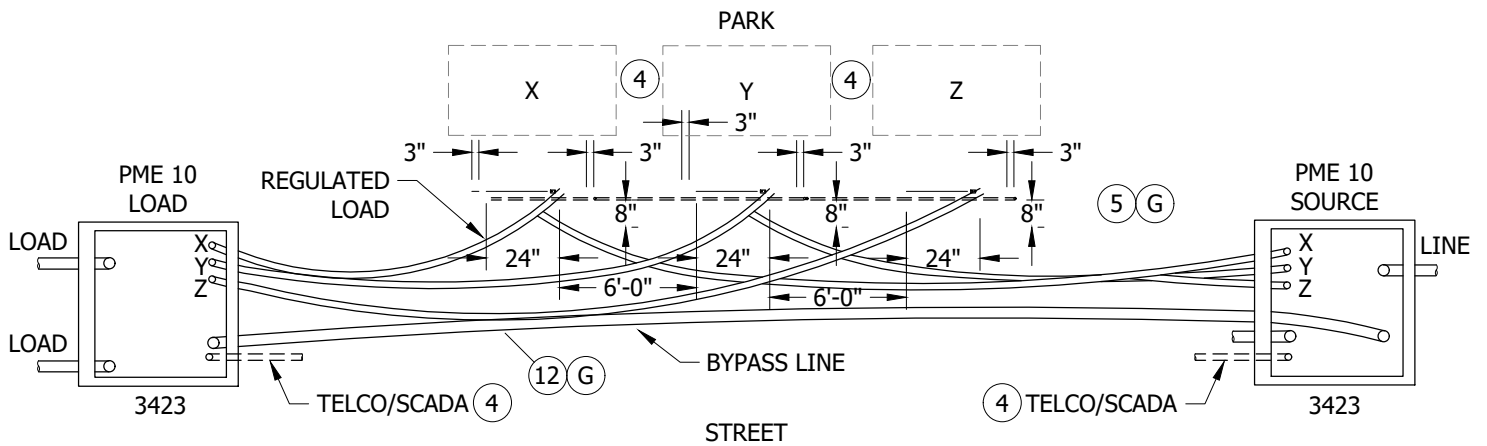 PARK
X
4
Y
4
Z
3"
3"
3"
3"
3"
PME 10
LOAD
REGULATED
LOAD
PME 10
SOURCE
5 G
8"
8"
8"
LOAD
X
Y
Z
24"
24"
24"
6'-0"
6'-0"
X
Y
Z
LINE
LOAD
12 G
BYPASS LINE
TELCO/SCADA 4
4 TELCO/SCADA
3423
3423
STREET